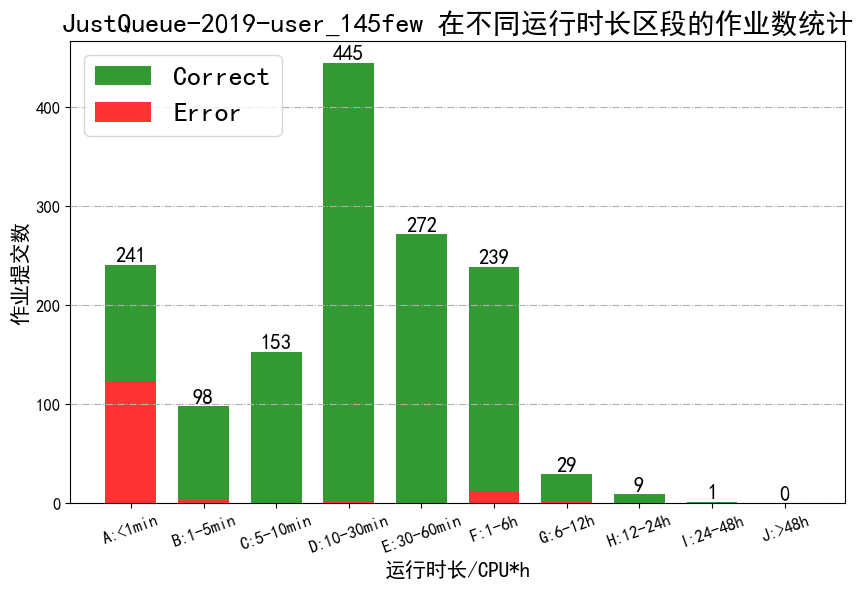 JustQueue-2019-user_145few 在不同运行时长区段的作业数统计
Correct
Error
作业提交数
400
300
200
100
0
241
98
153
445
272
239
29
9
1
0
A:<1min
B:1-5min
C:5-10min
D:10-30min
E:30-60min
F:1-6h
G:6-12h
H:12-24h
I:24-48h
J:>48h
运行时长/CPU*h